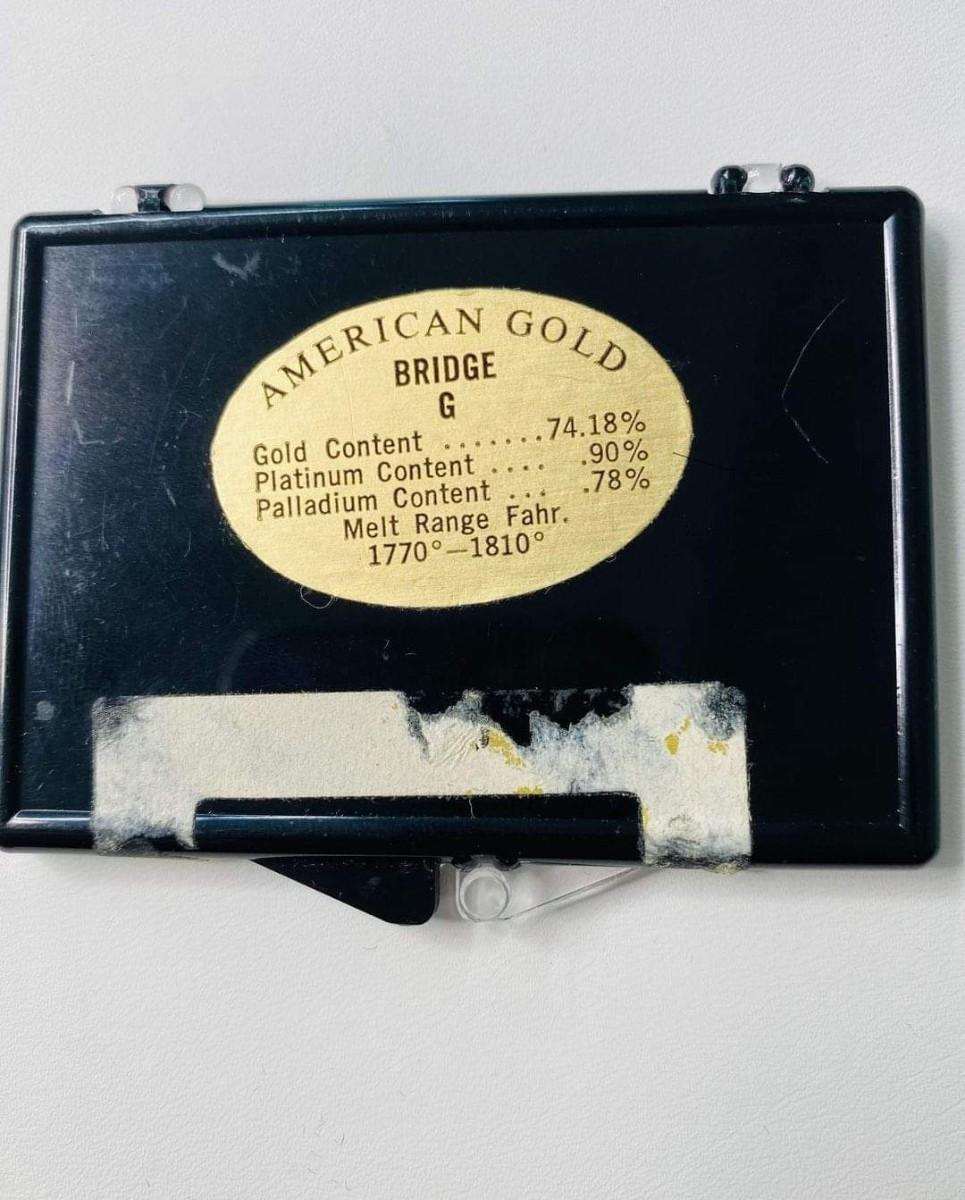 AMERICAN GOLD
BRIDGE
G
Gold Content .......74.18%
Platinum Content .... .90%
Palladium Content ... .78%
Melt Range Fahr.
1770°—1810°